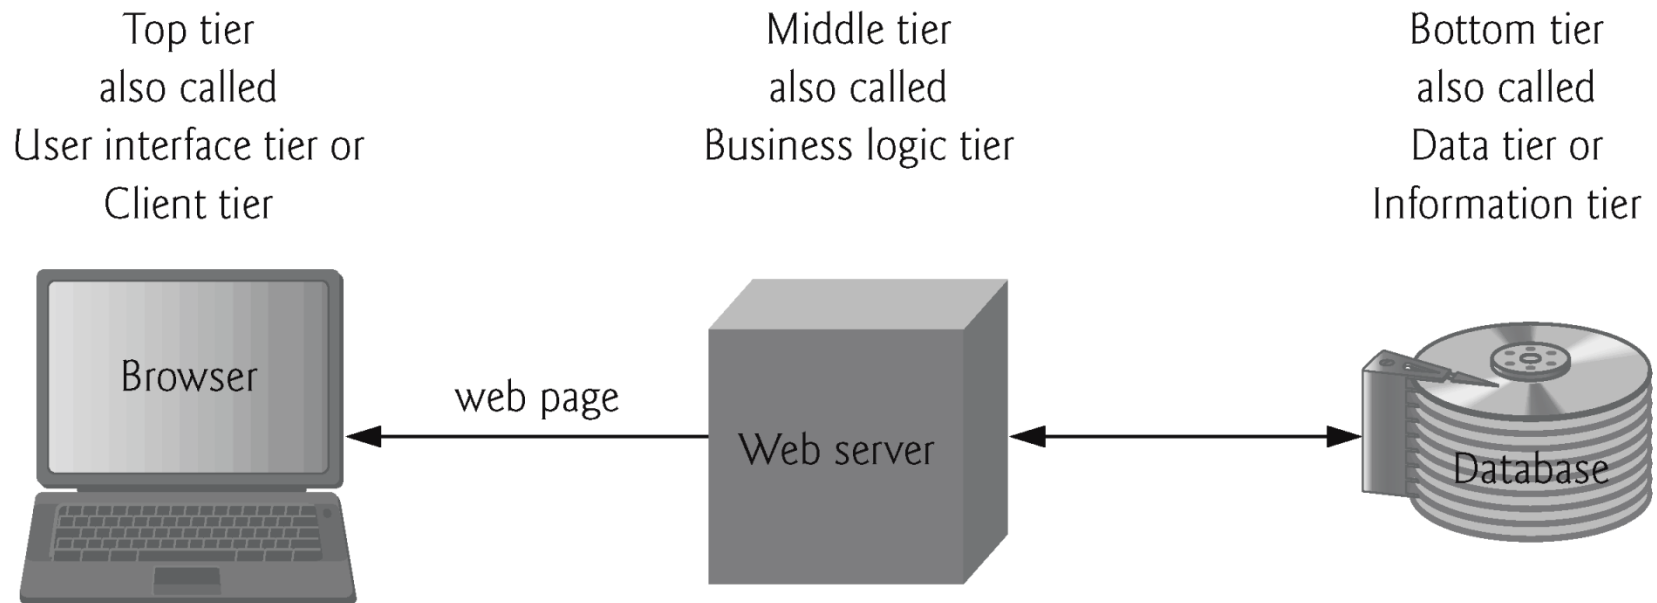 Top tier
also called
User interface tier or
Client tier
Middle tier
also called
Business logic tier
Bottom tier
also called
Data tier or
Information tier
Browser
web page
Web server
Database